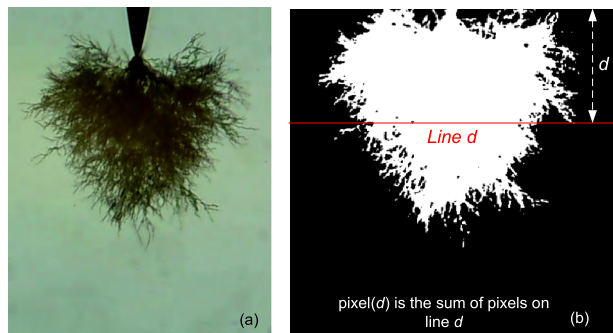 (a)
d
Line d
pixel(d) is the sum of pixels on
line d
(b)